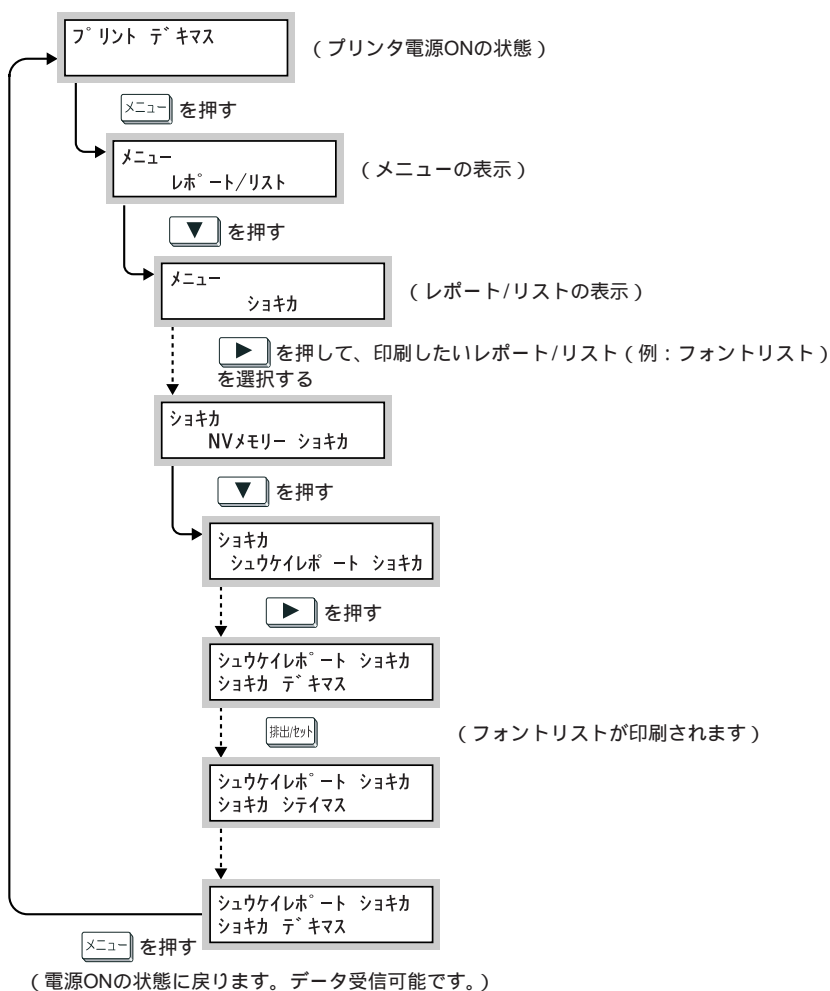 プリント デキマス
(プリンタ電源ONの状態)
メニュー を押す
メニュー
レポート/リスト
(メニューの表示)
▼ を押す
メニュー
ショキカ
(レポート/リストの表示)
▶ を押して、印刷したいレポート/リスト(例:フォントリスト)
を選択する
ショキカ
NVメモリー ショキカ
▼ を押す
ショキカ
シュウケイレポート ショキカ
▶ を押す
シュウケイレポート ショキカ
ショキカ デキマス
排出/セット
(フォントリストが印刷されます)
シュウケイレポート ショキカ
ショキカ シテイマス
シュウケイレポート ショキカ
ショキカ デキマス
メニュー を押す
(電源ONの状態に戻ります。データ受信可能です。)